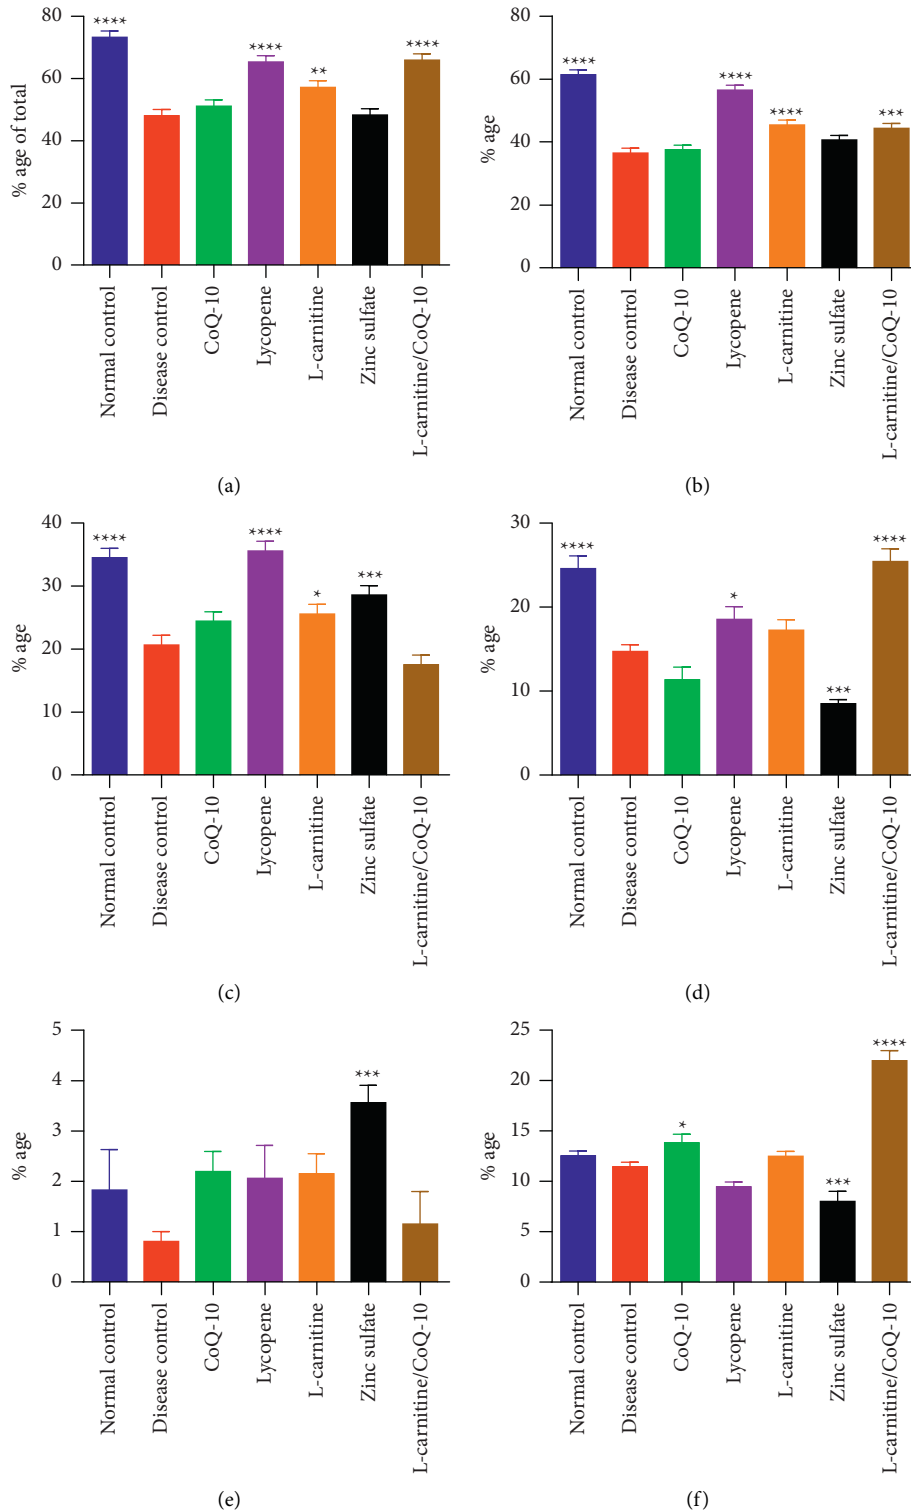 80
60
40
20
0
% age of total
****
****
**
****
Normal control
Disease control
CoQ-10
Lycopene
L-carnitine
Zinc sulfate
L-carnitine/CoQ-10
(a)
80
60
40
20
0
% age
****
****
****
***
Normal control
Disease control
CoQ-10
Lycopene
L-carnitine
Zinc sulfate
L-carnitine/CoQ-10
(b)
40
30
20
10
0
% age
****
****
*
***
Normal control
Disease control
CoQ-10
Lycopene
L-carnitine
Zinc sulfate
L-carnitine/CoQ-10
(c)
30
20
10
0
% age
****
*
***
****
Normal control
Disease control
CoQ-10
Lycopene
L-carnitine
Zinc sulfate
L-carnitine/CoQ-10
(d)
5
4
3
2
1
0
% age
***
Normal control
Disease control
CoQ-10
Lycopene
L-carnitine
Zinc sulfate
L-carnitine/CoQ-10
(e)
25
20
15
10
5
0
% age
*
***
****
Normal control
Disease control
CoQ-10
Lycopene
L-carnitine
Zinc sulfate
L-carnitine/CoQ-10
(f)